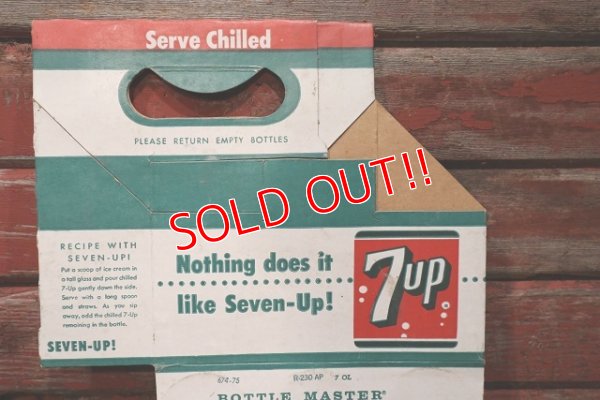 Serve Chilled
PLEASE RETURN EMPTY BOTTLES
SOLD OUT!!
RECIPE WITH
SEVEN-UP!
Put a scoop of ice cream in
a tall glass and pour chilled
7-Up gently down the side.
Serve with a long spoon
and straws. As you sip
away, add the chilled 7-Up
remaining in the bottle.
SEVEN-UP!
Nothing does it
like Seven-Up!
7UP
674-75 R-230 AP 7 OZ.
BOTTLE MASTER